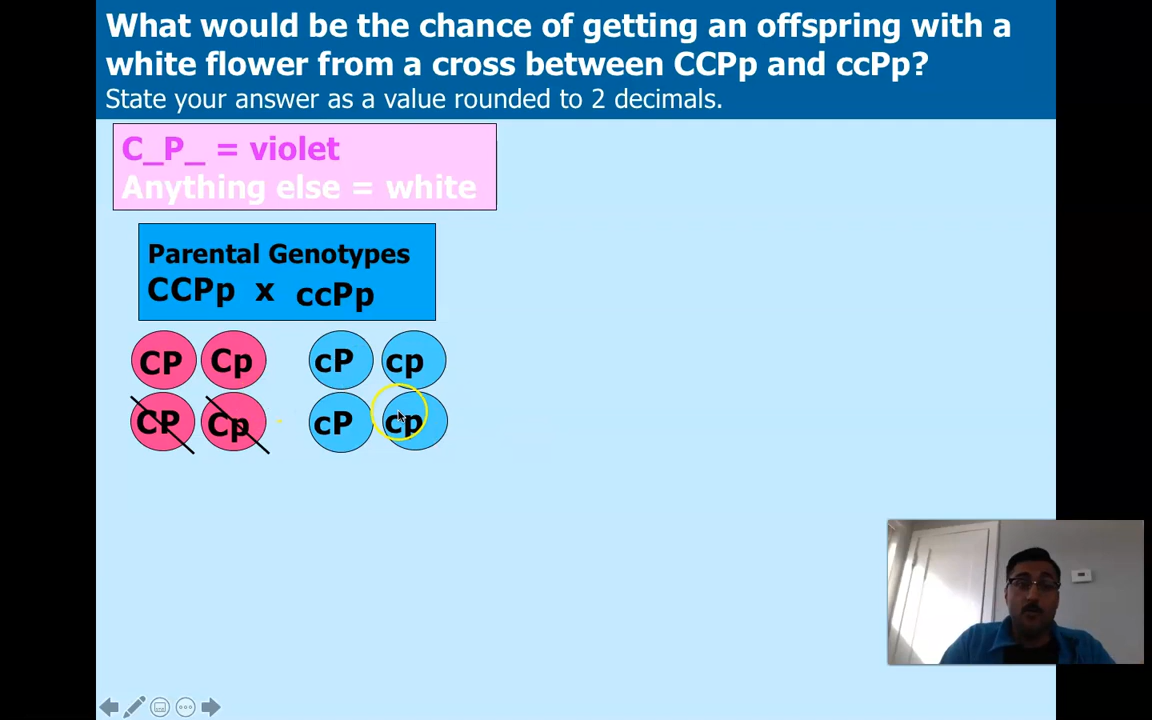 What would be the chance of getting an offspring with a
white flower from a cross between CCPp and ccPp?
State your answer as a value rounded to 2 decimals.
C_P_ = violet
Anything else = white
Parental Genotypes
CCPp x ccPp
CP Cp cP cp
CP Cp cP cp